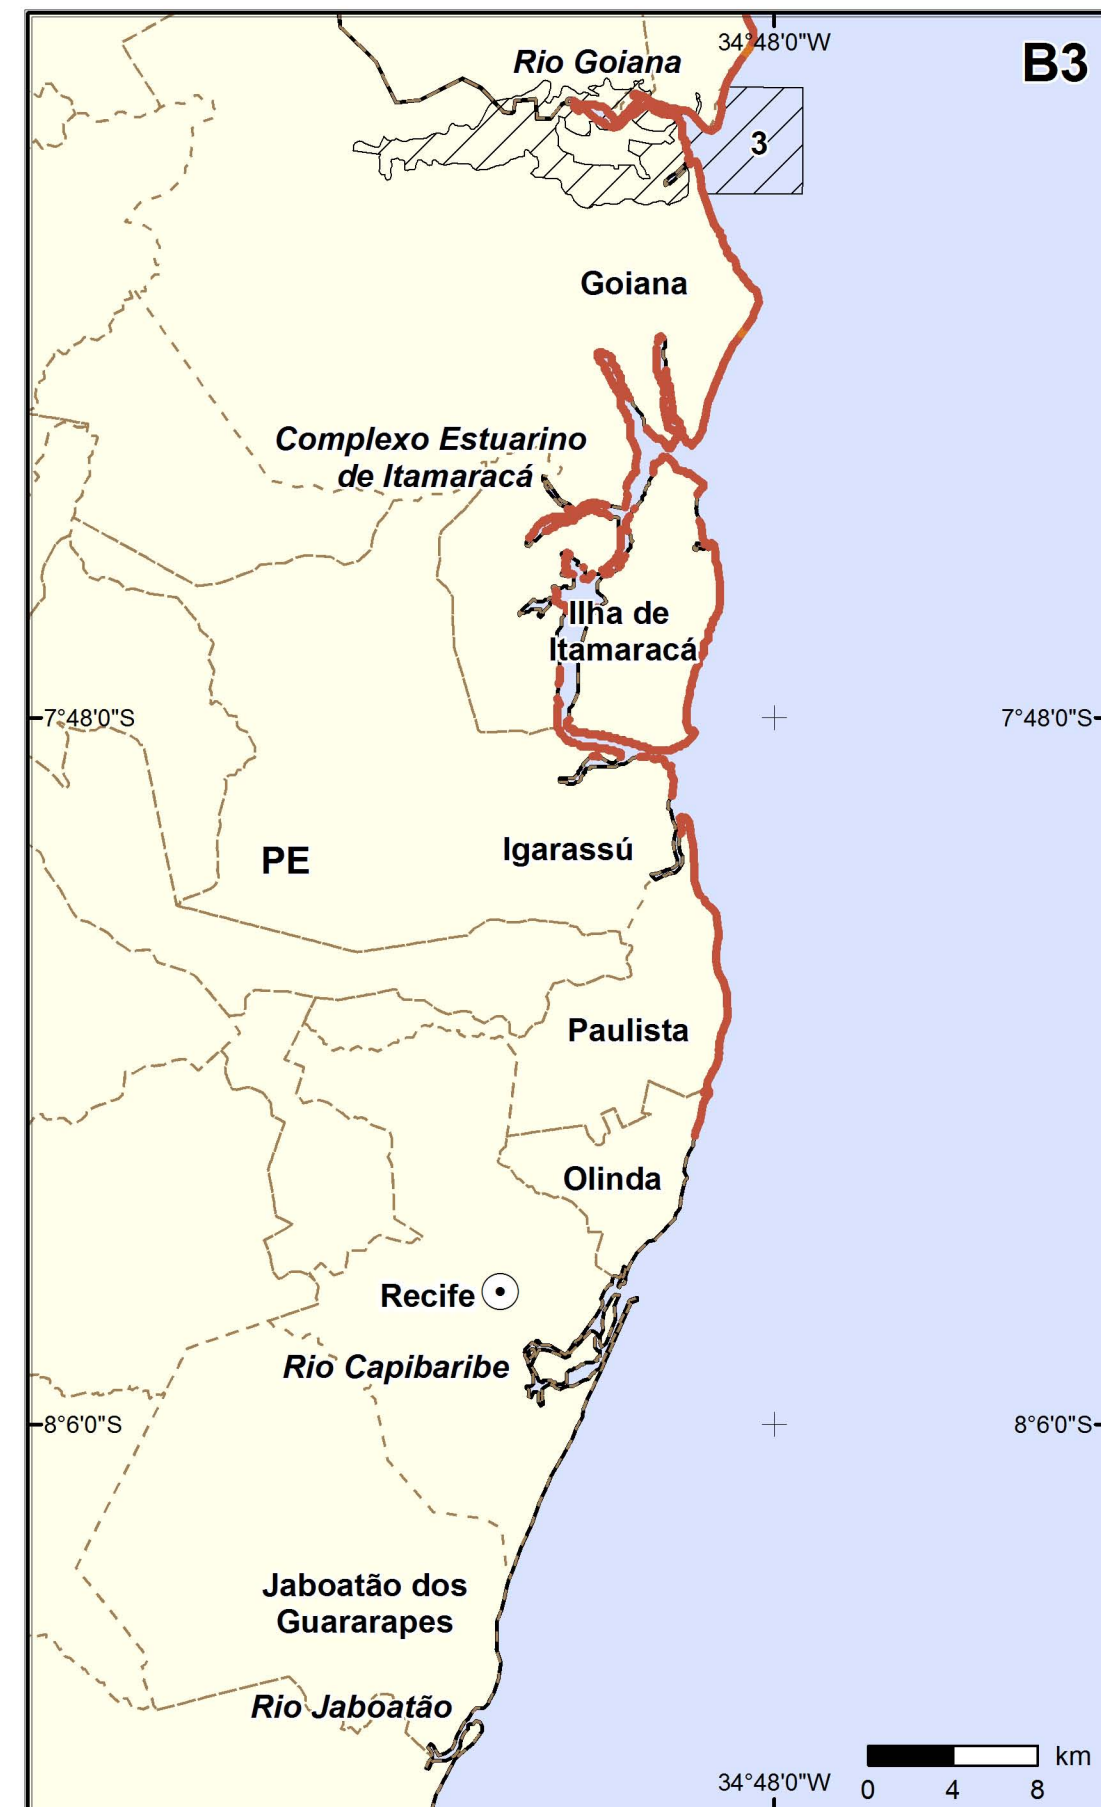 34°48'0"W
B3
Rio Goiana
3
Goiana
Complexo Estuarino
de Itamaracá
Ilha de
Itamaracá
7°48'0"S
7°48'0"S
Igarassú
PE
Paulista
Olinda
Recife
Rio Capibaribe
8°6'0"S
8°6'0"S
Jaboatão dos
Guararapes
Rio Jaboatão
km
34°48'0"W
0 4 8